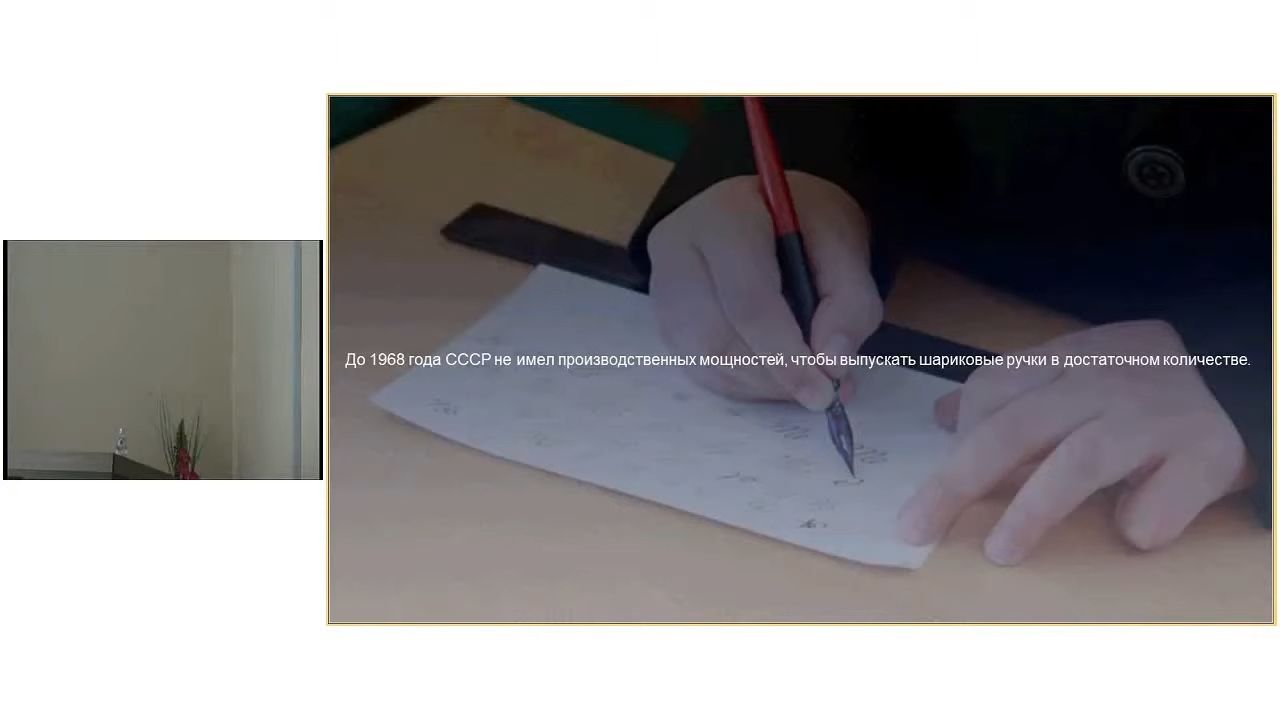 До 1968 года СССР не имел производственных мощностей, чтобы выпускать шариковые ручки в достаточном количестве.